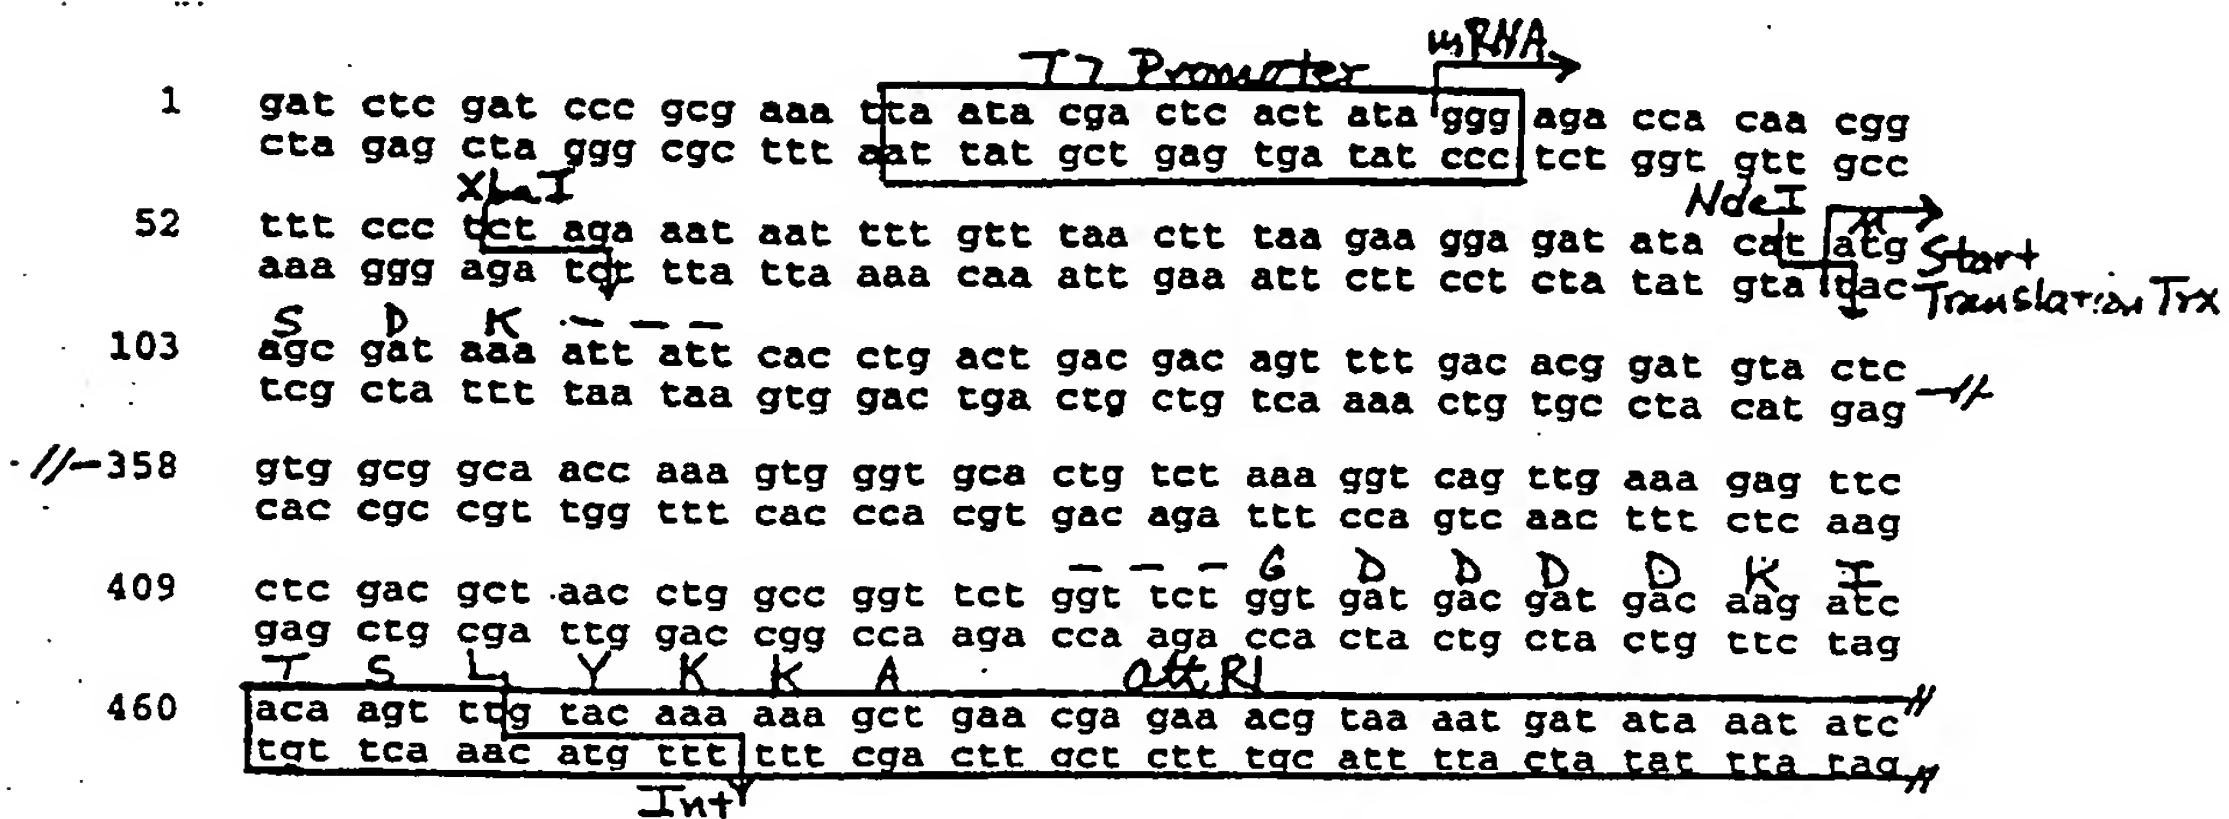 T7 Promoter mRNA
1 gat ctc gat ccc gcg aaa tta ata cga ctc act ata ggg aga cca caa cgg
cta gag cta ggg cgc ttt aat tat gct gag tga tat ccc tct ggt gtt gcc
XbaI NdeI
52 ttt ccc tct aga aat aat ttt gtt taa ctt taa gaa gga gat ata cat atg
M
Start
aaa ggg aga tct tta tta aaa caa att gaa att ctt cct cta tat gta tac
Translation Trx
S D K - - -
103 agc gat aaa att att cac ctg act gac gac agt ttt gac acg gat gta ctc
tcg cta ttt taa taa gtg gac tga ctg ctg tca aaa ctg tgc cta cat gag -//
//-358 gtg gcg gca acc aaa gtg ggt gca ctg tct aaa ggt cag ttg aaa gag ttc
cac cgc cgt tgg ttt cac cca cgt gac aga ttt cca gtc aac ttt ctc aag
- - - G D D D D K I
409 ctc gac gct aac ctg gcc ggt tct ggt tct ggt gat gac gat gac aag atc
gag ctg cga ttg gac cgg cca aga cca aga cca cta ctg cta ctg ttc tag
T S L Y K K A attR1
460 aca agt ttg tac aaa aaa gct gaa cga gaa acg taa aat gat ata aat atc //
tgt tca aac atg ttt ttt cga ctt gct ctt tgc att tta cta tat tta tag //
Int